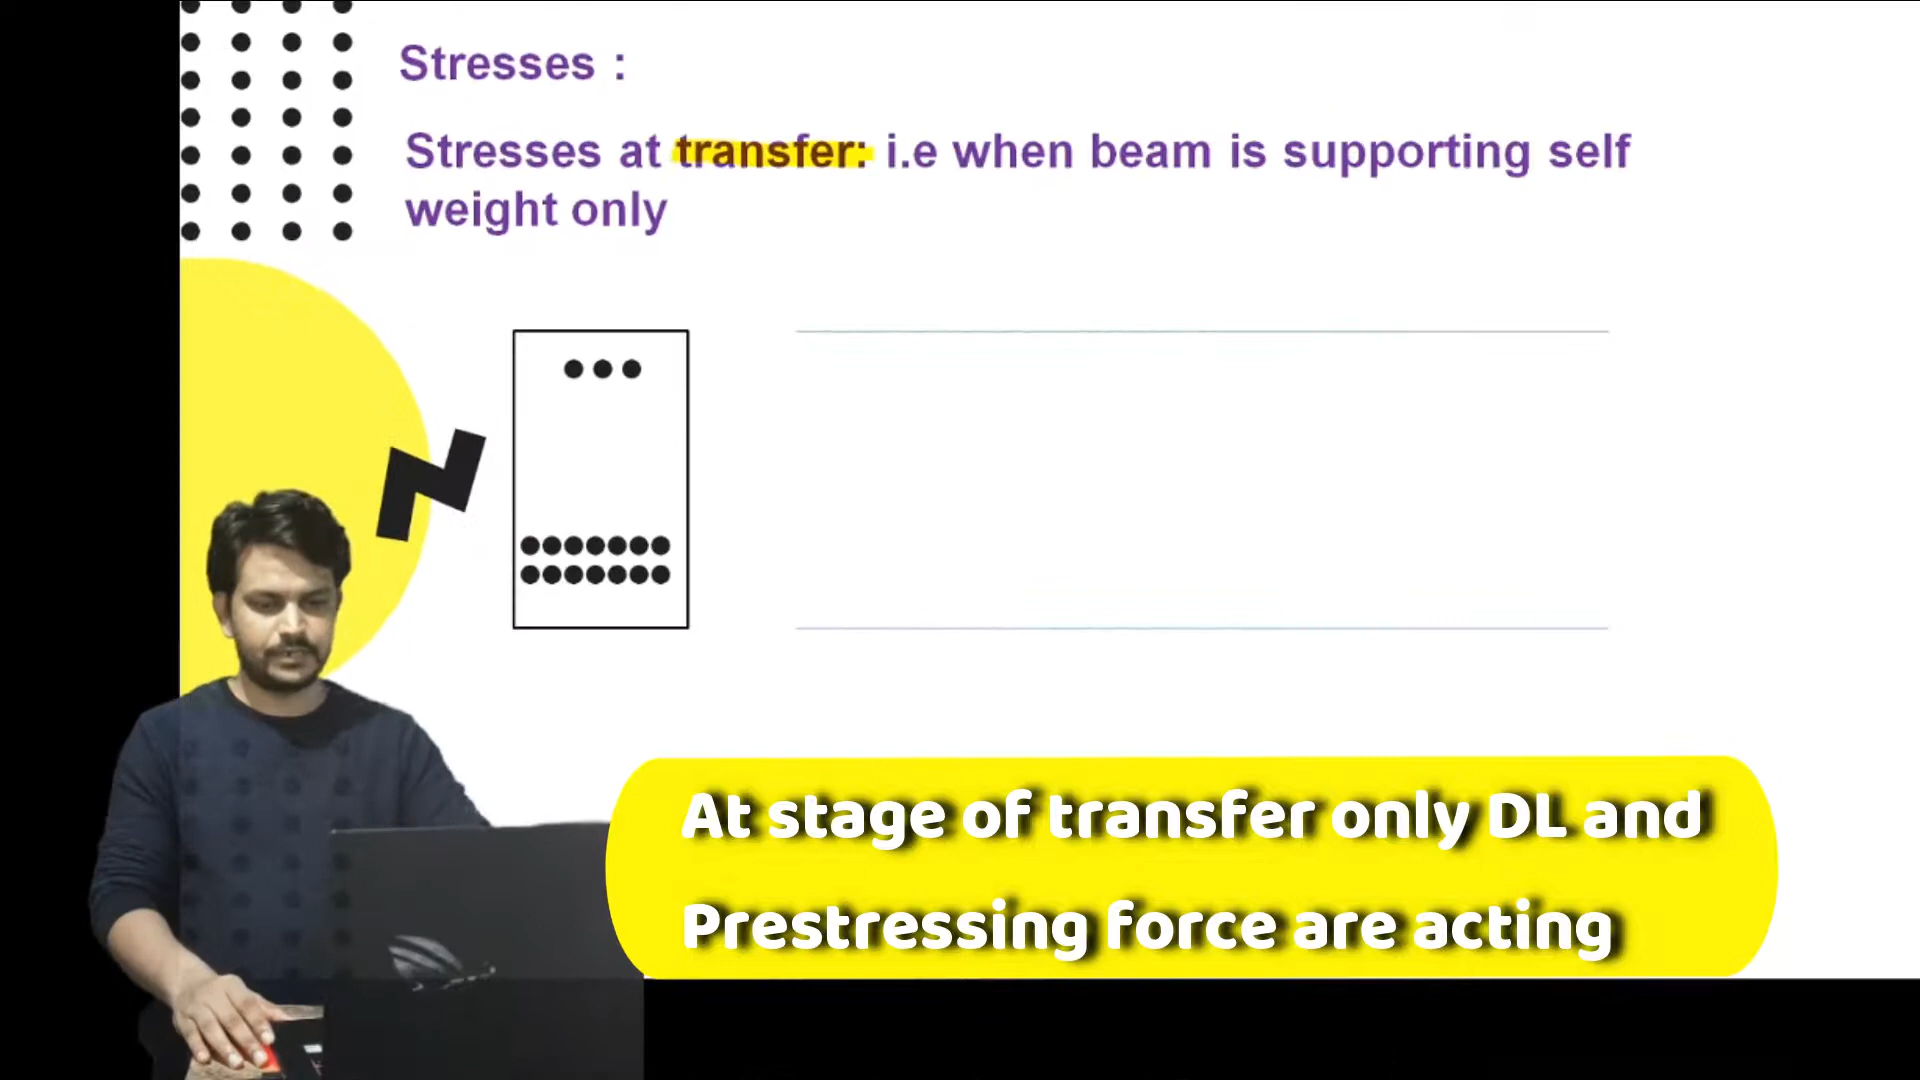 Stresses :
Stresses at transfer: i.e when beam is supporting self
weight only
At stage of transfer only DL and
Prestressing force are acting